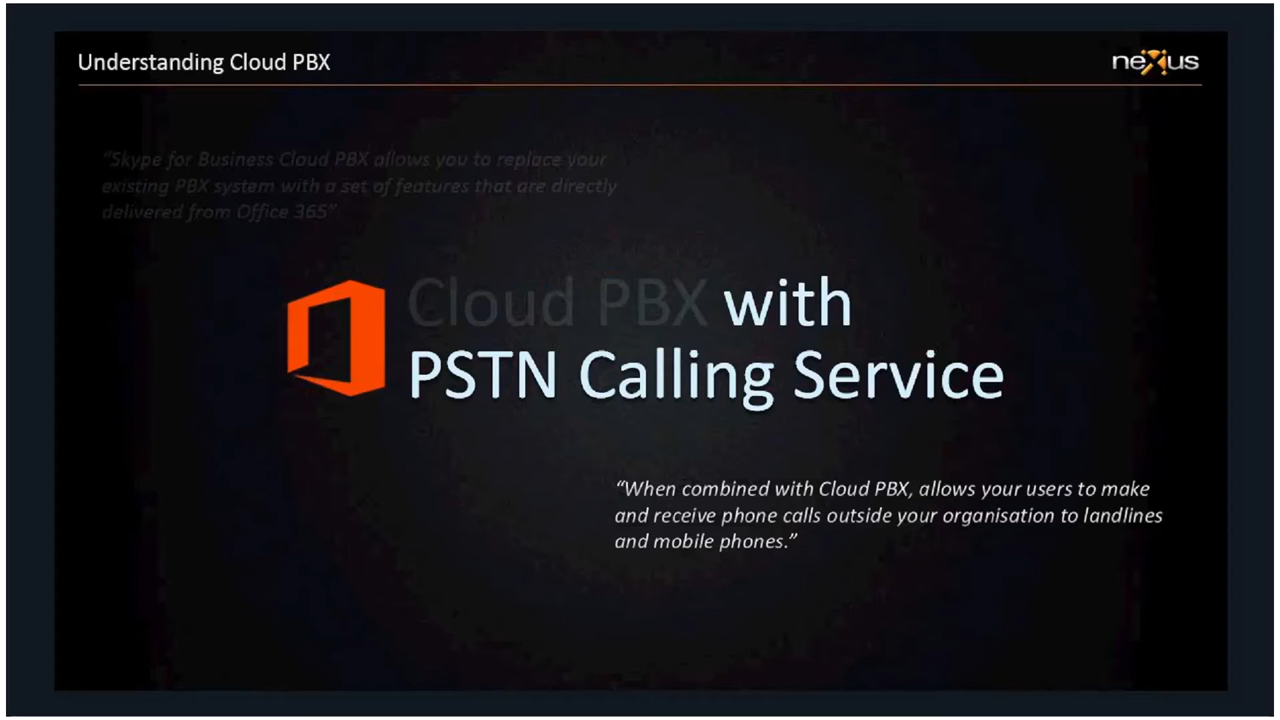 Understanding Cloud PBX
nexus
“Skype for Business Cloud PBX allows you to replace your
existing PBX system with a set of features that are directly
delivered from Office 365”
Cloud PBX with
PSTN Calling Service
“When combined with Cloud PBX, allows your users to make
and receive phone calls outside your organisation to landlines
and mobile phones.”